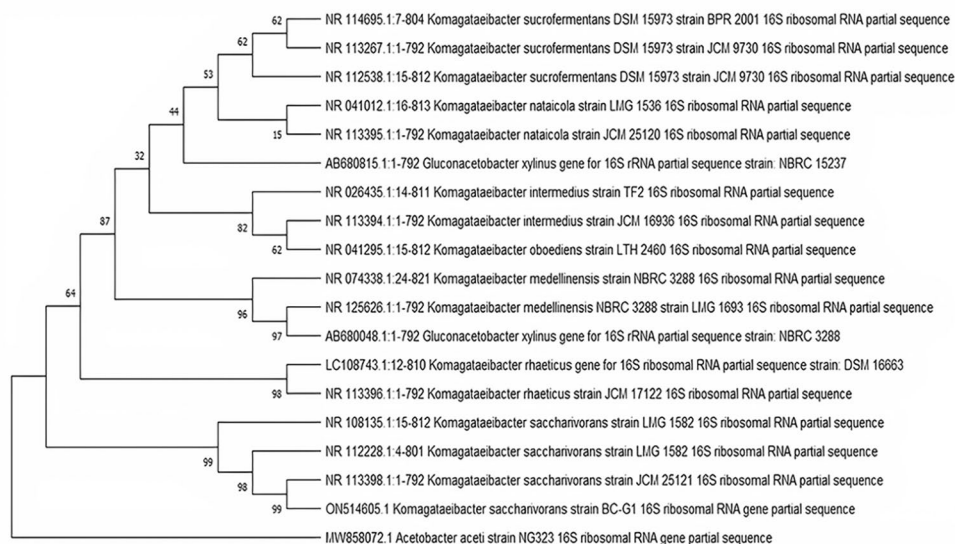 62 NR 114695.1:7-804 Komagataeibacter sucrofermentans DSM 15973 strain BPR 2001 16S ribosomal RNA partial sequence
62 NR 113267.1:1-792 Komagataeibacter sucrofermentans DSM 15973 strain JCM 9730 16S ribosomal RNA partial sequence
53 NR 112538.1:15-812 Komagataeibacter sucrofermentans DSM 15973 strain JCM 9730 16S ribosomal RNA partial sequence
44 NR 041012.1:16-813 Komagataeibacter nataicola strain LMG 1536 16S ribosomal RNA partial sequence
15 NR 113395.1:1-792 Komagataeibacter nataicola strain JCM 25120 16S ribosomal RNA partial sequence
32 AB680815.1:1-792 Gluconacetobacter xylinus gene for 16S rRNA partial sequence strain: NBRC 15237
NR 026435.1:14-811 Komagataeibacter intermedius strain TF2 16S ribosomal RNA partial sequence
87 82 NR 113394.1:1-792 Komagataeibacter intermedius strain JCM 16936 16S ribosomal RNA partial sequence
62 NR 041295.1:15-812 Komagataeibacter oboediens strain LTH 2460 16S ribosomal RNA partial sequence
NR 074338.1:24-821 Komagataeibacter medellinensis strain NBRC 3288 16S ribosomal RNA partial sequence
64 96 NR 125626.1:1-792 Komagataeibacter medellinensis NBRC 3288 strain LMG 1693 16S ribosomal RNA partial sequence
97 AB680048.1:1-792 Gluconacetobacter xylinus gene for 16S rRNA partial sequence strain: NBRC 3288
LC108743.1:12-810 Komagataeibacter rhaeticus gene for 16S ribosomal RNA partial sequence strain: DSM 16663
98 NR 113396.1:1-792 Komagataeibacter rhaeticus strain JCM 17122 16S ribosomal RNA partial sequence
NR 108135.1:15-812 Komagataeibacter saccharivorans strain LMG 1582 16S ribosomal RNA partial sequence
99 NR 112228.1:4-801 Komagataeibacter saccharivorans strain LMG 1582 16S ribosomal RNA partial sequence
98 NR 113398.1:1-792 Komagataeibacter saccharivorans strain JCM 25121 16S ribosomal RNA partial sequence
99 ON514605.1 Komagataeibacter saccharivorans strain BC-G1 16S ribosomal RNA gene partial sequence
MW858072.1 Acetobacter aceti strain NG323 16S ribosomal RNA gene partial sequence